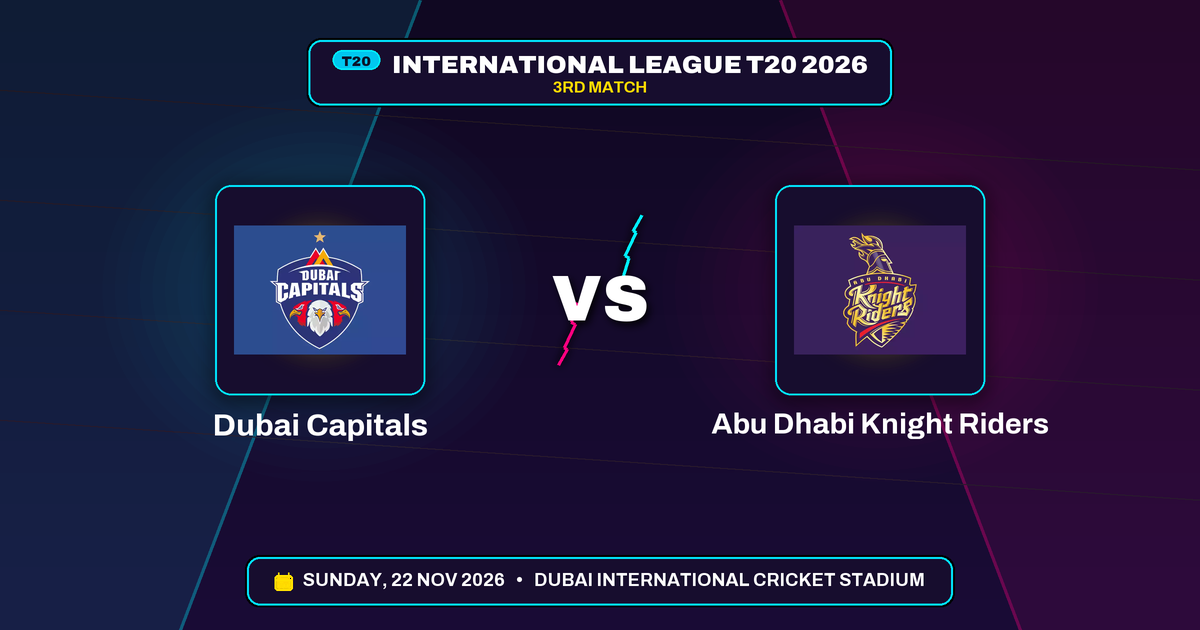 T20 INTERNATIONAL LEAGUE T20 2026
3RD MATCH
DUBAI
CAPITALS
VS
ABU DHABI
Knight
Riders
Dubai Capitals
Abu Dhabi Knight Riders
SUNDAY, 22 NOV 2026 • DUBAI INTERNATIONAL CRICKET STADIUM